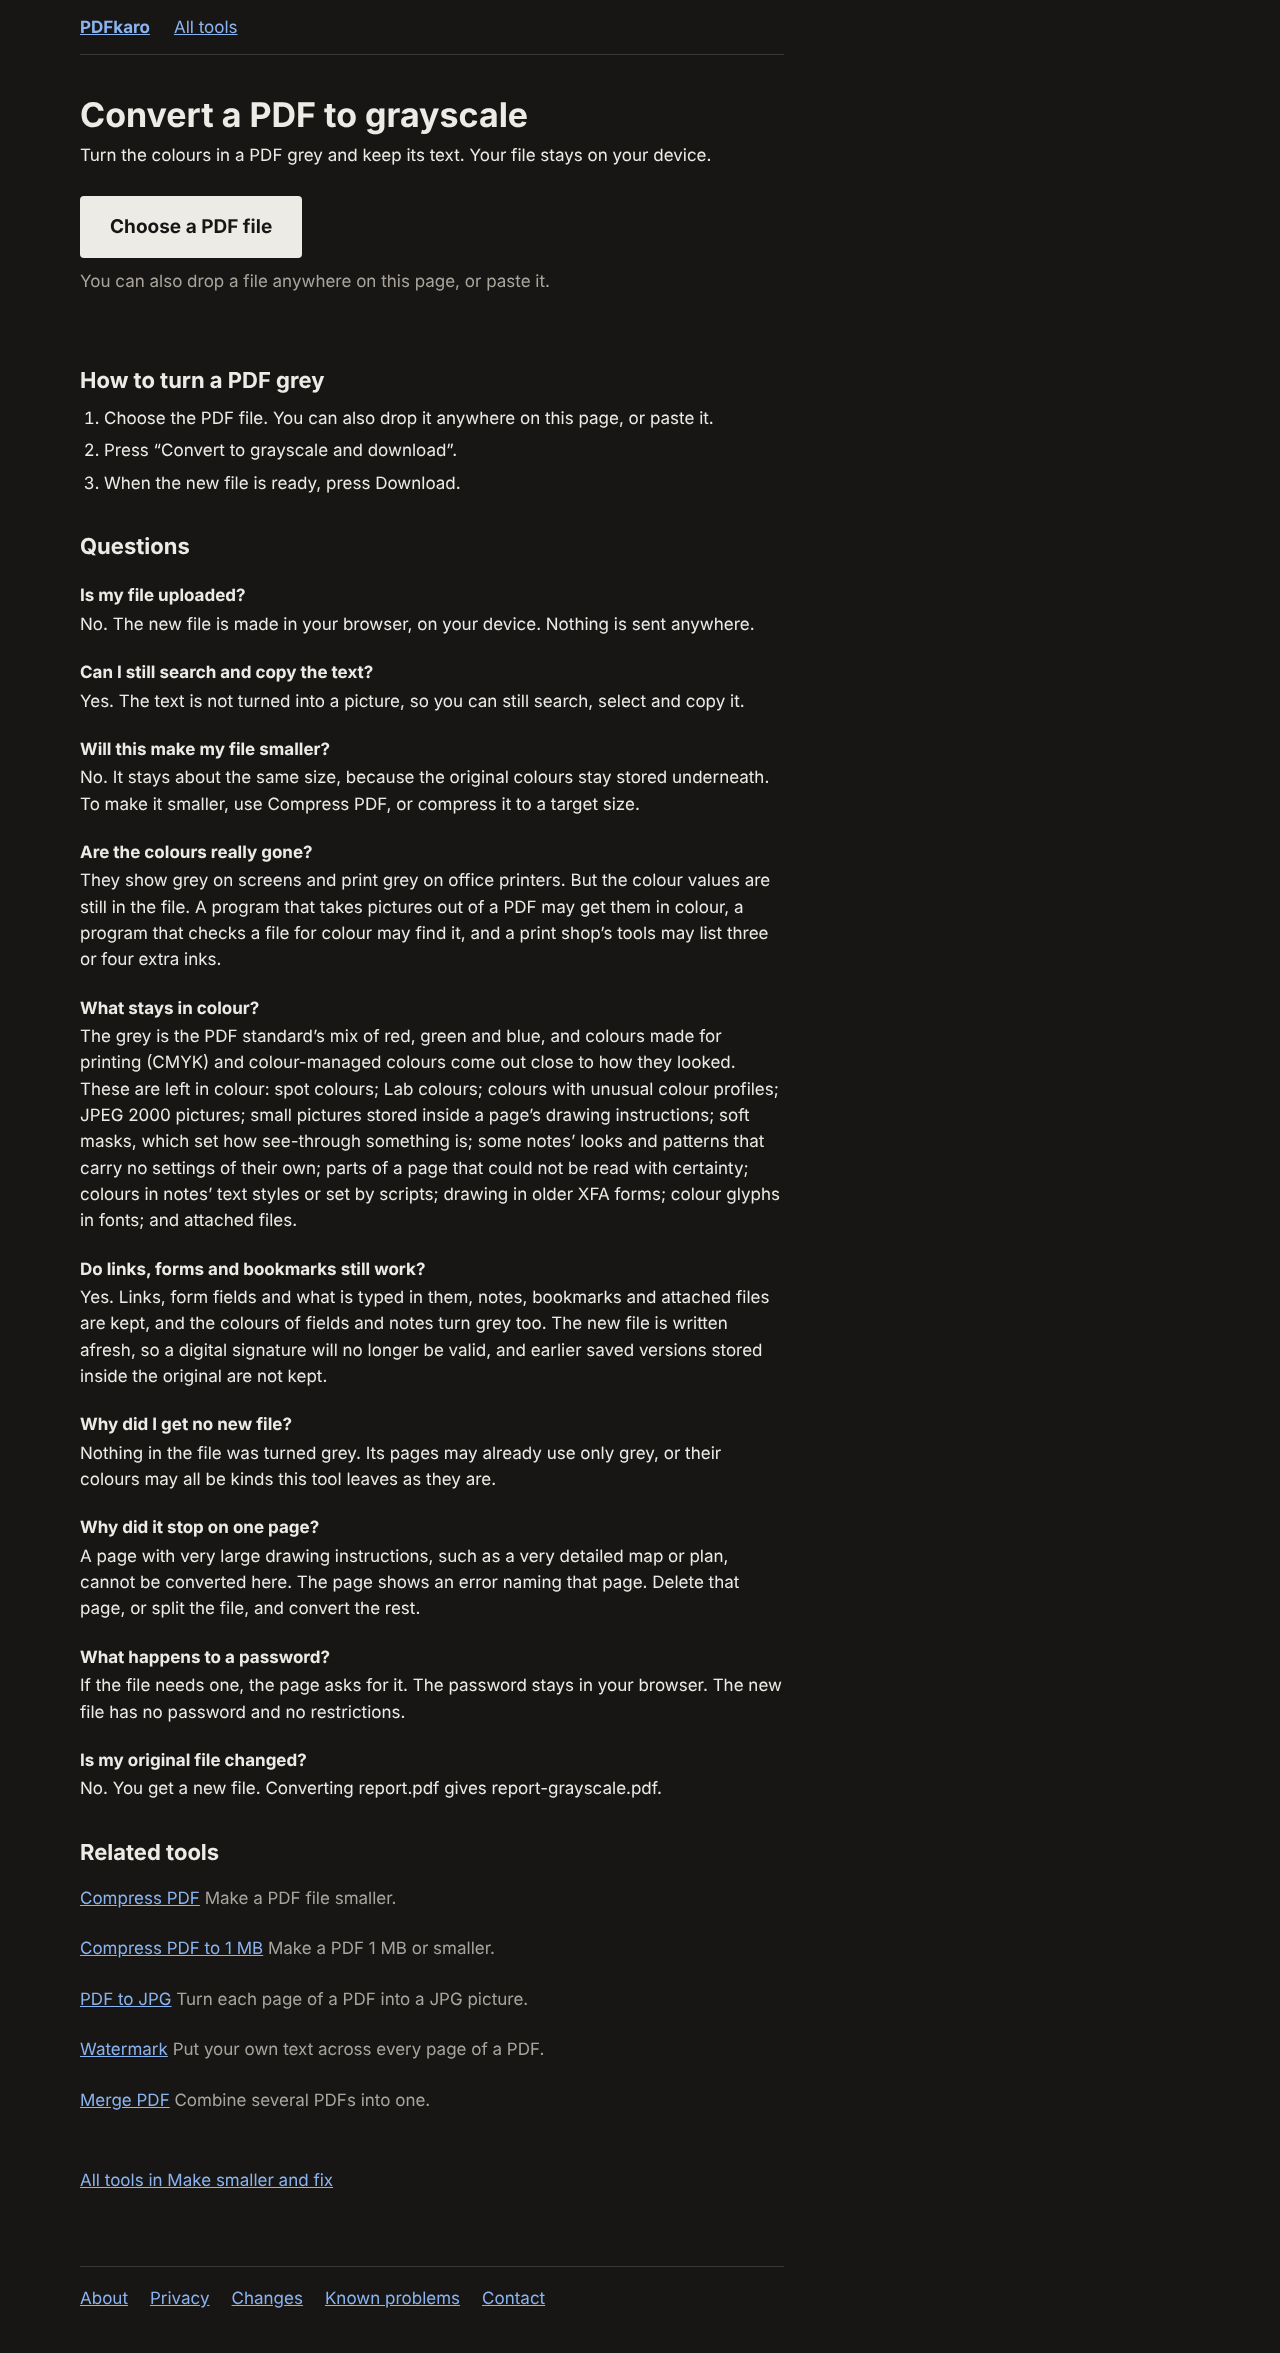 PDFkaro All tools
Convert a PDF to grayscale
Turn the colours in a PDF grey and keep its text. Your file stays on your device.
Choose a PDF file
You can also drop a file anywhere on this page, or paste it.
How to turn a PDF grey
1. Choose the PDF file. You can also drop it anywhere on this page, or paste it.
2. Press “Convert to grayscale and download”.
3. When the new file is ready, press Download.
Questions
Is my file uploaded?
No. The new file is made in your browser, on your device. Nothing is sent anywhere.
Can I still search and copy the text?
Yes. The text is not turned into a picture, so you can still search, select and copy it.
Will this make my file smaller?
No. It stays about the same size, because the original colours stay stored underneath.
To make it smaller, use Compress PDF, or compress it to a target size.
Are the colours really gone?
They show grey on screens and print grey on office printers. But the colour values are
still in the file. A program that takes pictures out of a PDF may get them in colour, a
program that checks a file for colour may find it, and a print shop’s tools may list three
or four extra inks.
What stays in colour?
The grey is the PDF standard’s mix of red, green and blue, and colours made for
printing (CMYK) and colour-managed colours come out close to how they looked.
These are left in colour: spot colours; Lab colours; colours with unusual colour profiles;
JPEG 2000 pictures; small pictures stored inside a page’s drawing instructions; soft
masks, which set how see-through something is; some notes’ looks and patterns that
carry no settings of their own; parts of a page that could not be read with certainty;
colours in notes’ text styles or set by scripts; drawing in older XFA forms; colour glyphs
in fonts; and attached files.
Do links, forms and bookmarks still work?
Yes. Links, form fields and what is typed in them, notes, bookmarks and attached files
are kept, and the colours of fields and notes turn grey too. The new file is written
afresh, so a digital signature will no longer be valid, and earlier saved versions stored
inside the original are not kept.
Why did I get no new file?
Nothing in the file was turned grey. Its pages may already use only grey, or their
colours may all be kinds this tool leaves as they are.
Why did it stop on one page?
A page with very large drawing instructions, such as a very detailed map or plan,
cannot be converted here. The page shows an error naming that page. Delete that
page, or split the file, and convert the rest.
What happens to a password?
If the file needs one, the page asks for it. The password stays in your browser. The new
file has no password and no restrictions.
Is my original file changed?
No. You get a new file. Converting report.pdf gives report-grayscale.pdf.
Related tools
Compress PDF Make a PDF file smaller.
Compress PDF to 1 MB Make a PDF 1 MB or smaller.
PDF to JPG Turn each page of a PDF into a JPG picture.
Watermark Put your own text across every page of a PDF.
Merge PDF Combine several PDFs into one.
All tools in Make smaller and fix
About Privacy Changes Known problems Contact